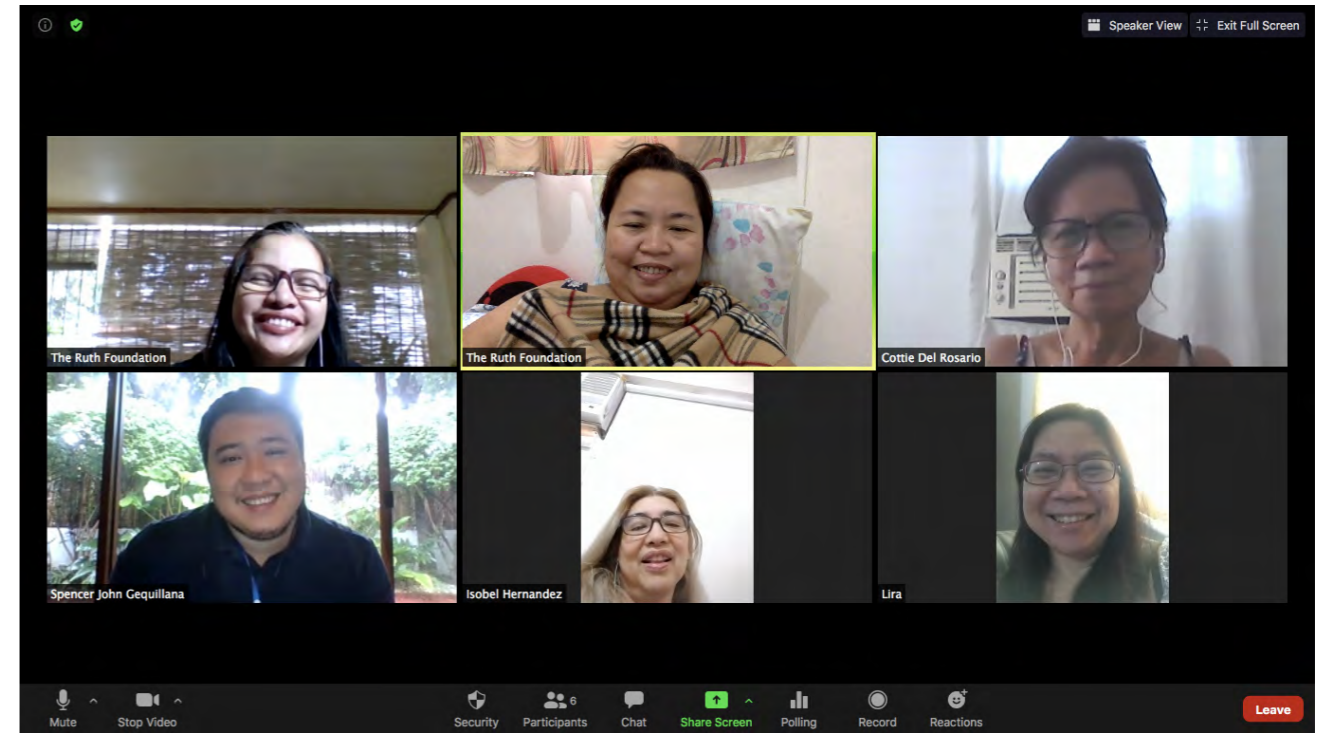 Speaker View Exit Full Screen
The Ruth Foundation
The Ruth Foundation
Cottie Del Rosario
Spencer John Gequillana
Isobel Hernandez
Lira
Mute
Stop Video
Security
Participants 6
Chat
Share Screen
Polling
Record
Reactions
Leave